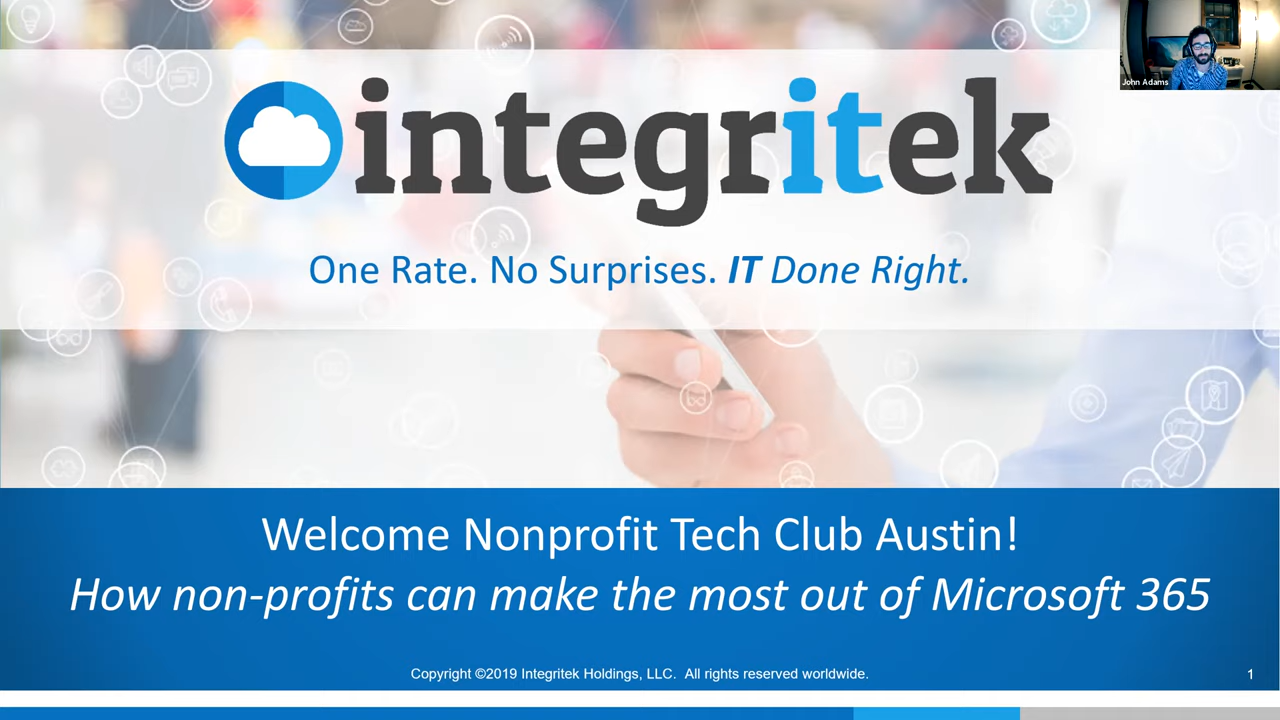 John Adams
integritek
One Rate. No Surprises. IT Done Right.
Welcome Nonprofit Tech Club Austin!
How non-profits can make the most out of Microsoft 365
Copyright ©2019 Integritek Holdings, LLC. All rights reserved worldwide.
1